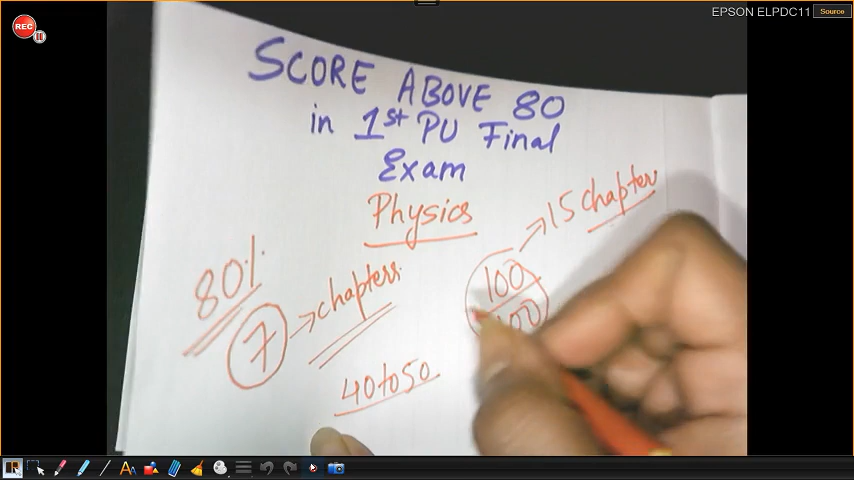 EPSON ELPDC11 Source
REC
SCORE ABOVE 80
in 1st PU Final
Exam
Physics
80%
7 → chapters
100
100
→ 15 chapter
40 to 50